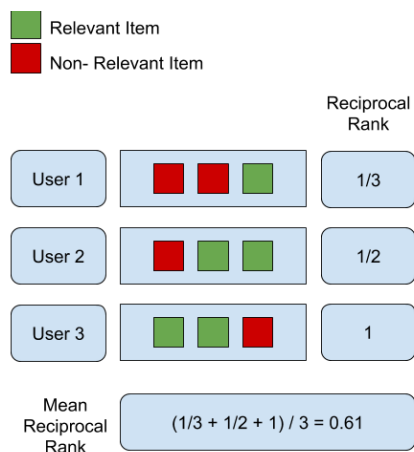 Relevant Item
Non- Relevant Item
Reciprocal
Rank
User 1
1/3
User 2
1/2
User 3
1
Mean
Reciprocal
Rank
(1/3 + 1/2 + 1) / 3 = 0.61